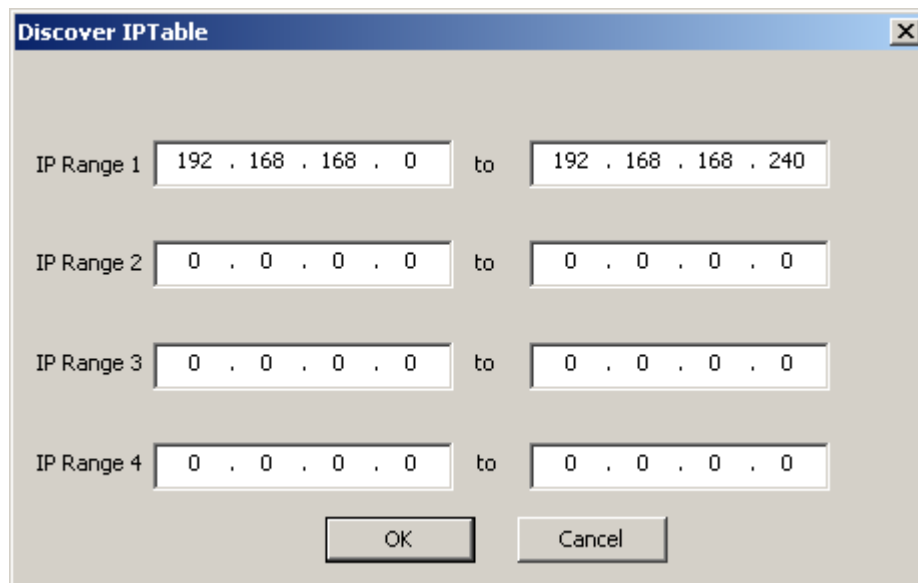 Discover IPTable
IP Range 1 192 . 168 . 168 . 0 to 192 . 168 . 168 . 240
IP Range 2 0 . 0 . 0 . 0 to 0 . 0 . 0 . 0
IP Range 3 0 . 0 . 0 . 0 to 0 . 0 . 0 . 0
IP Range 4 0 . 0 . 0 . 0 to 0 . 0 . 0 . 0
OK Cancel